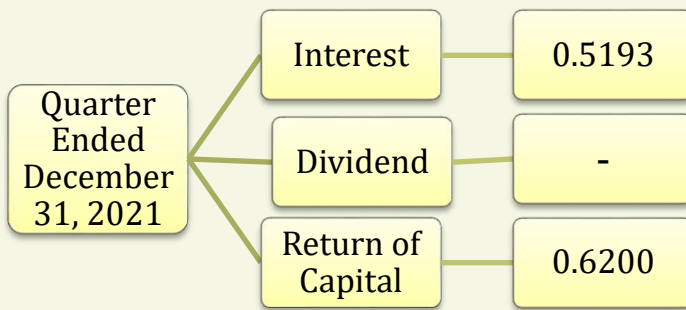 Quarter
Ended
December
31, 2021
Interest
0.5193
Dividend
-
Return of
Capital
0.6200